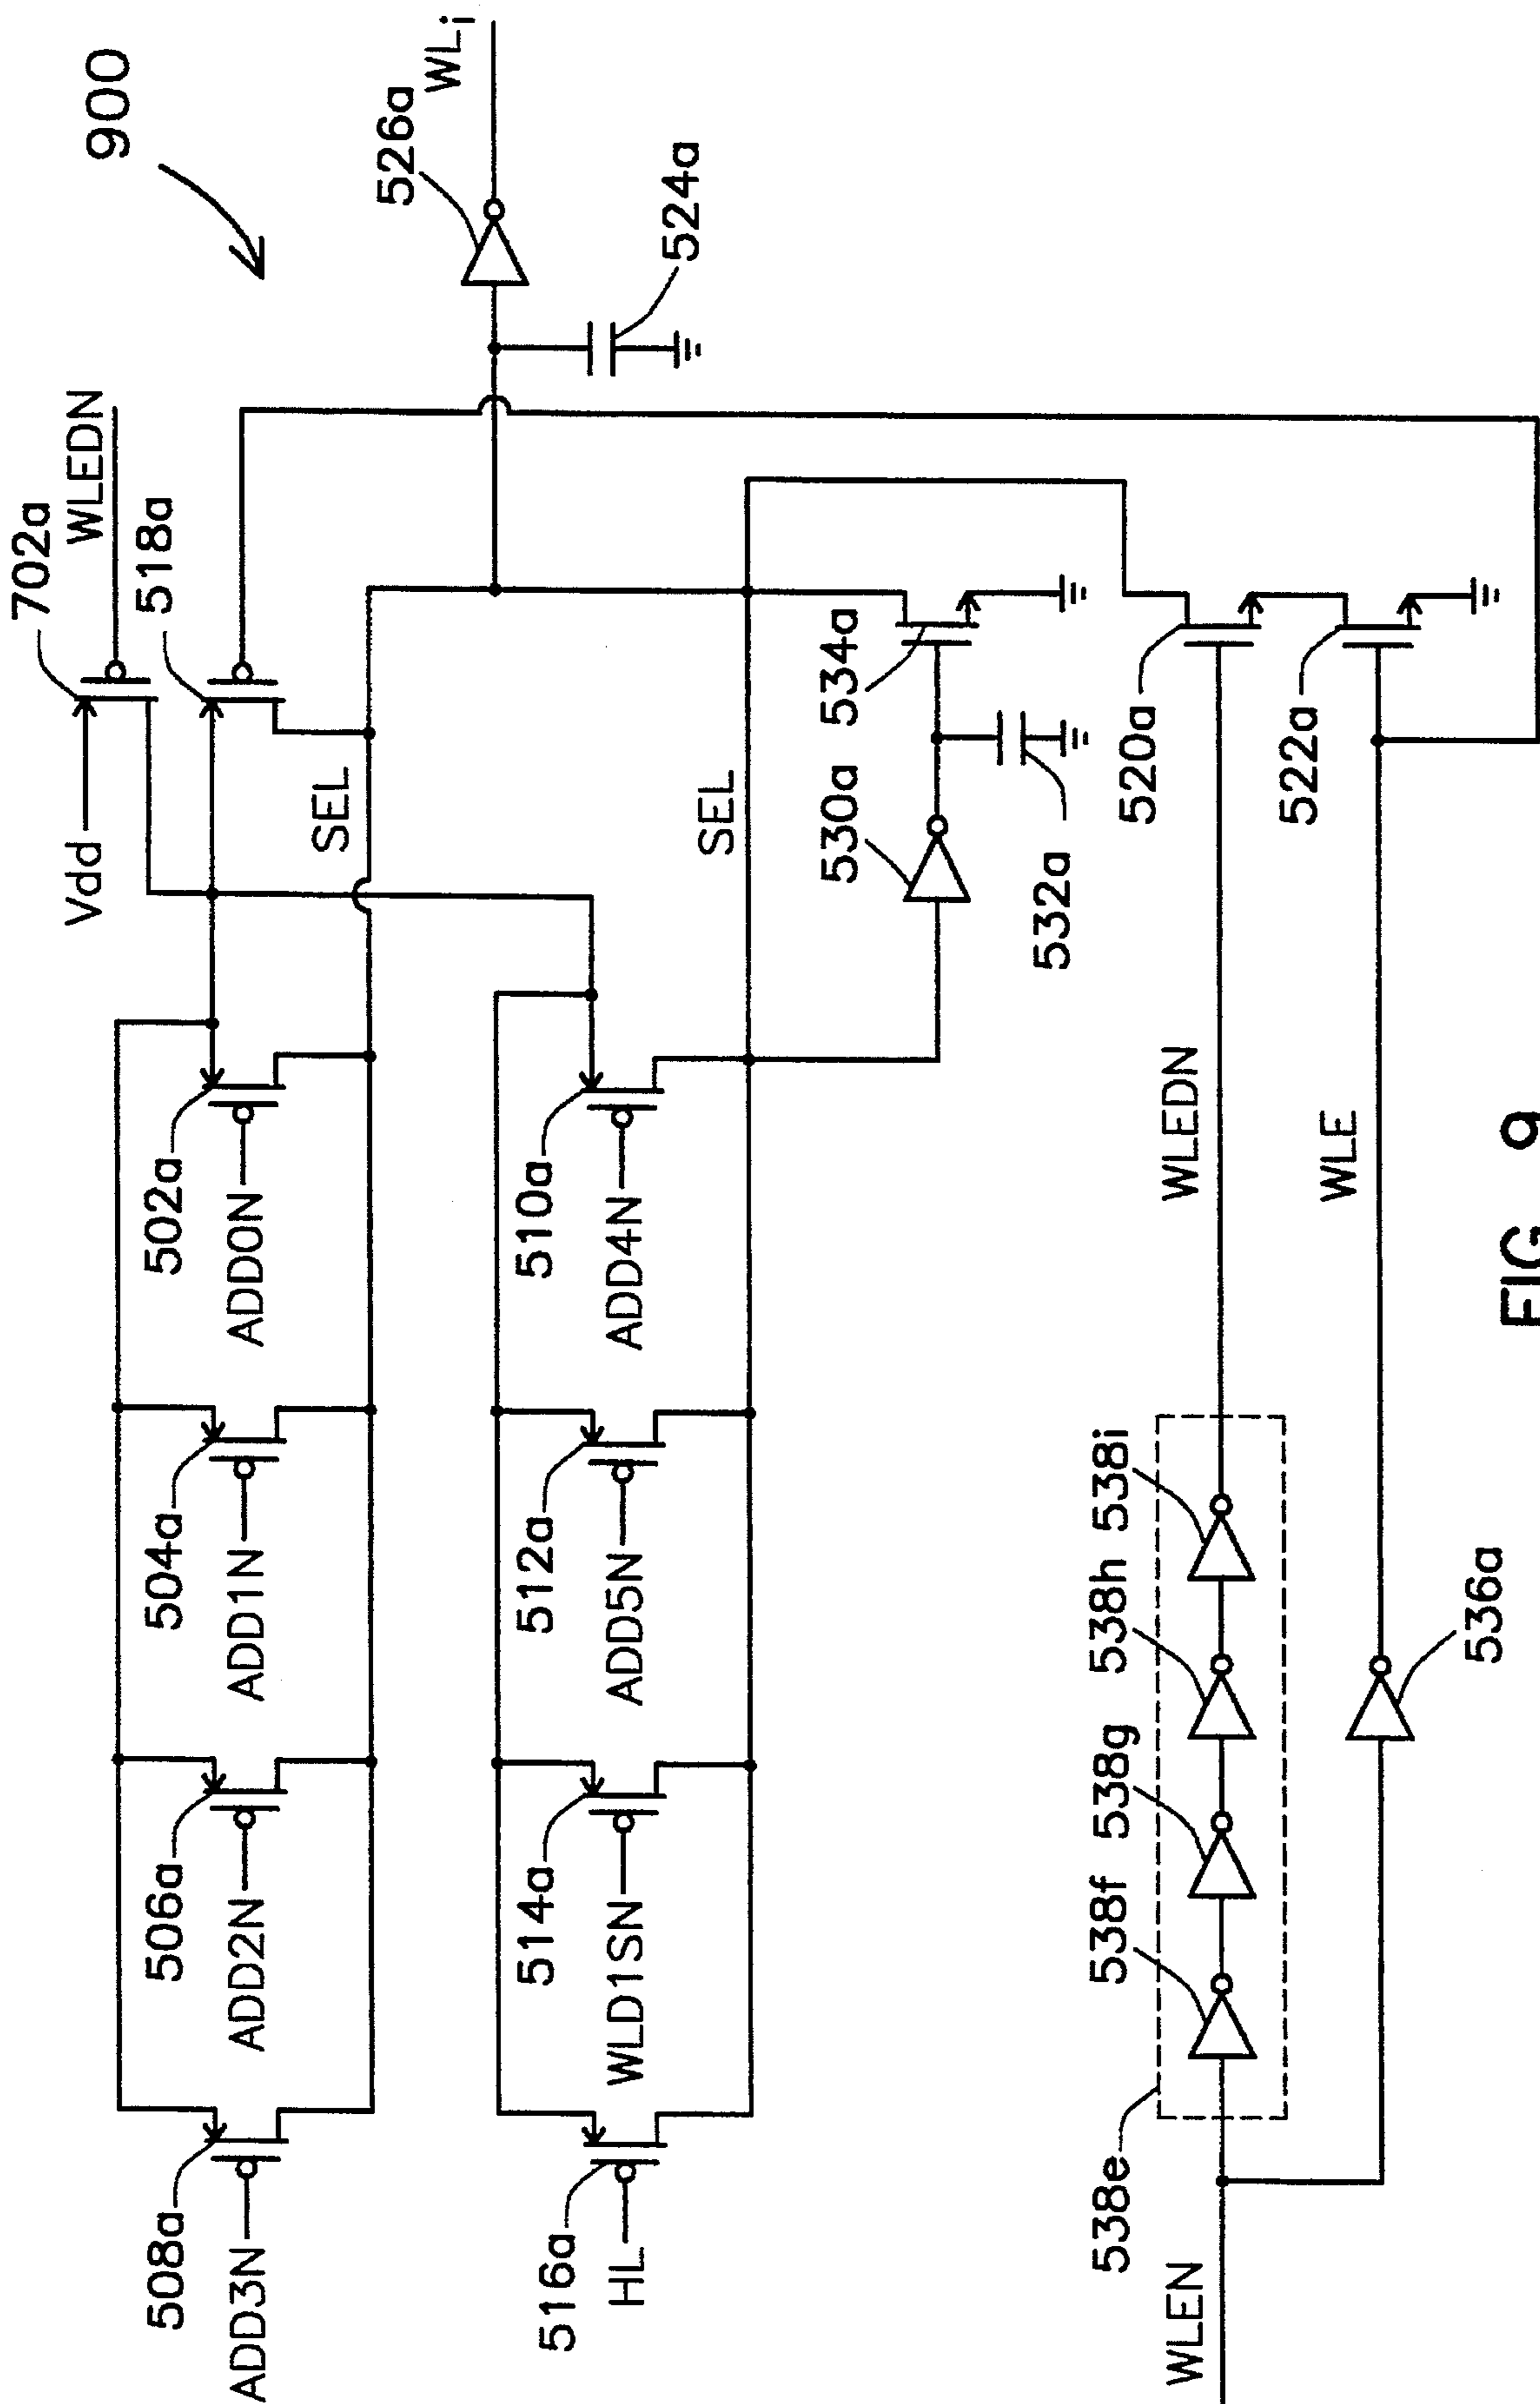 900
702a
WLEDN
Vdd
518a
526a
WLi
524a
SEL
502a
ADD0N
504a
ADD1N
506a
ADD2N
508a
ADD3N
SEL
510a
ADD4N
512a
ADD5N
514a
WLD1SN
516a
HL
530a
532a
534a
520a
522a
WLEDN
WLE
538e
538f
538g
538h
538i
536a
WLEN
FIG. 9